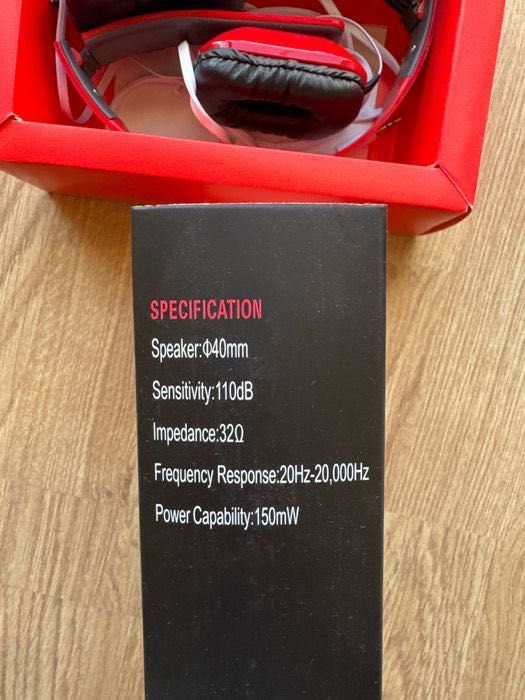 SPECIFICATION
Speaker:Φ40mm
Sensitivity:110dB
Impedance:32Ω
Frequency Response:20Hz-20,000Hz
Power Capability:150mW